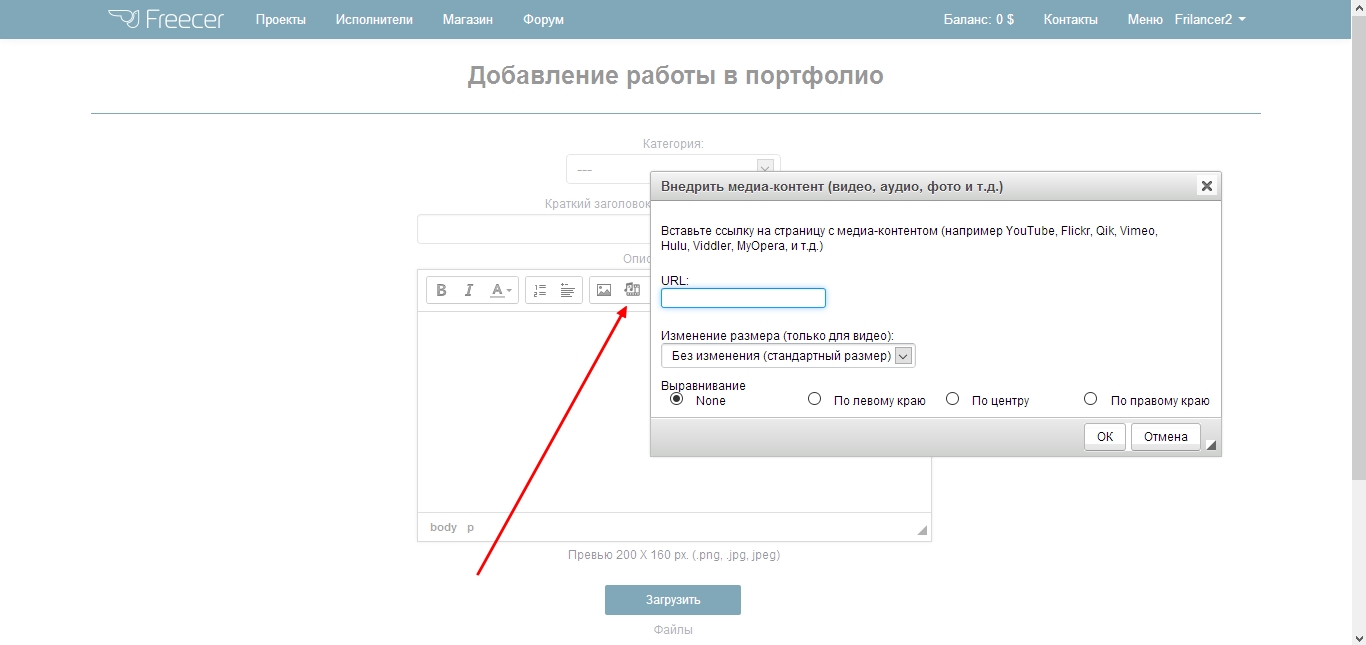 Freecer Проекты Исполнители Магазин Форум Баланс: 0 $ Контакты Меню Frilancer2
Добавление работы в портфолио
Категория:
---
Краткий заголовок
Опис
B I A
body p
Превью 200 X 160 px. (.png, .jpg, jpeg)
Загрузить
Файлы
Внедрить медиа-контент (видео, аудио, фото и т.д.)
Вставьте ссылку на страницу с медиа-контентом (например YouTube, Flickr, Qik, Vimeo,
Hulu, Viddler, MyOpera, и т.д.)
URL:
Изменение размера (только для видео):
Без изменения (стандартный размер)
Выравнивание
None По левому краю По центру По правому краю
ОК Отмена